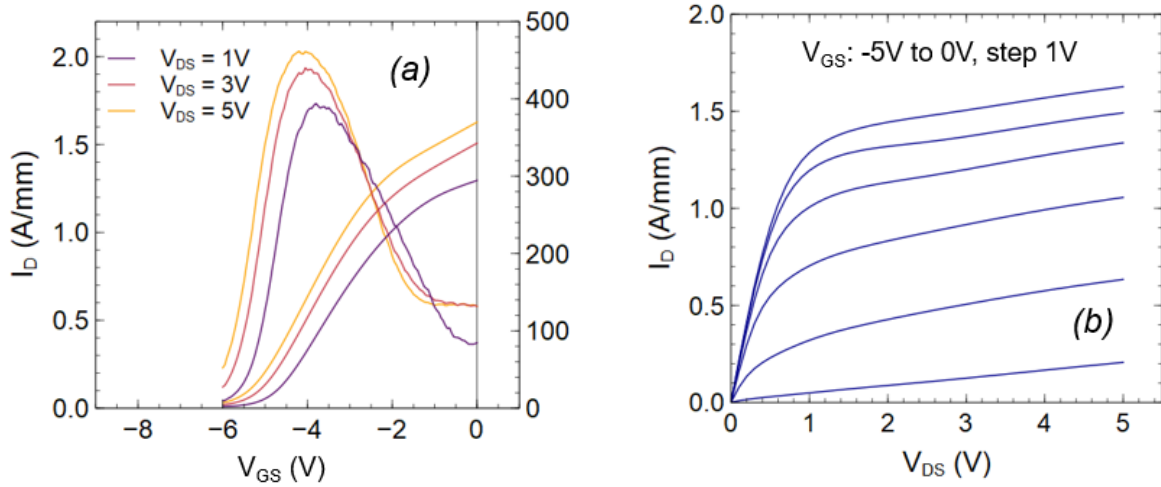 2.0
1.5
1.0
0.5
0.0
I_D (A/mm)
V_DS = 1V
V_DS = 3V
V_DS = 5V
(a)
500
400
300
200
100
0
−8
−6
−4
−2
0
V_GS (V)
2.0
1.5
1.0
0.5
0.0
I_D (A/mm)
V_GS: -5V to 0V, step 1V
(b)
0
1
2
3
4
5
V_DS (V)